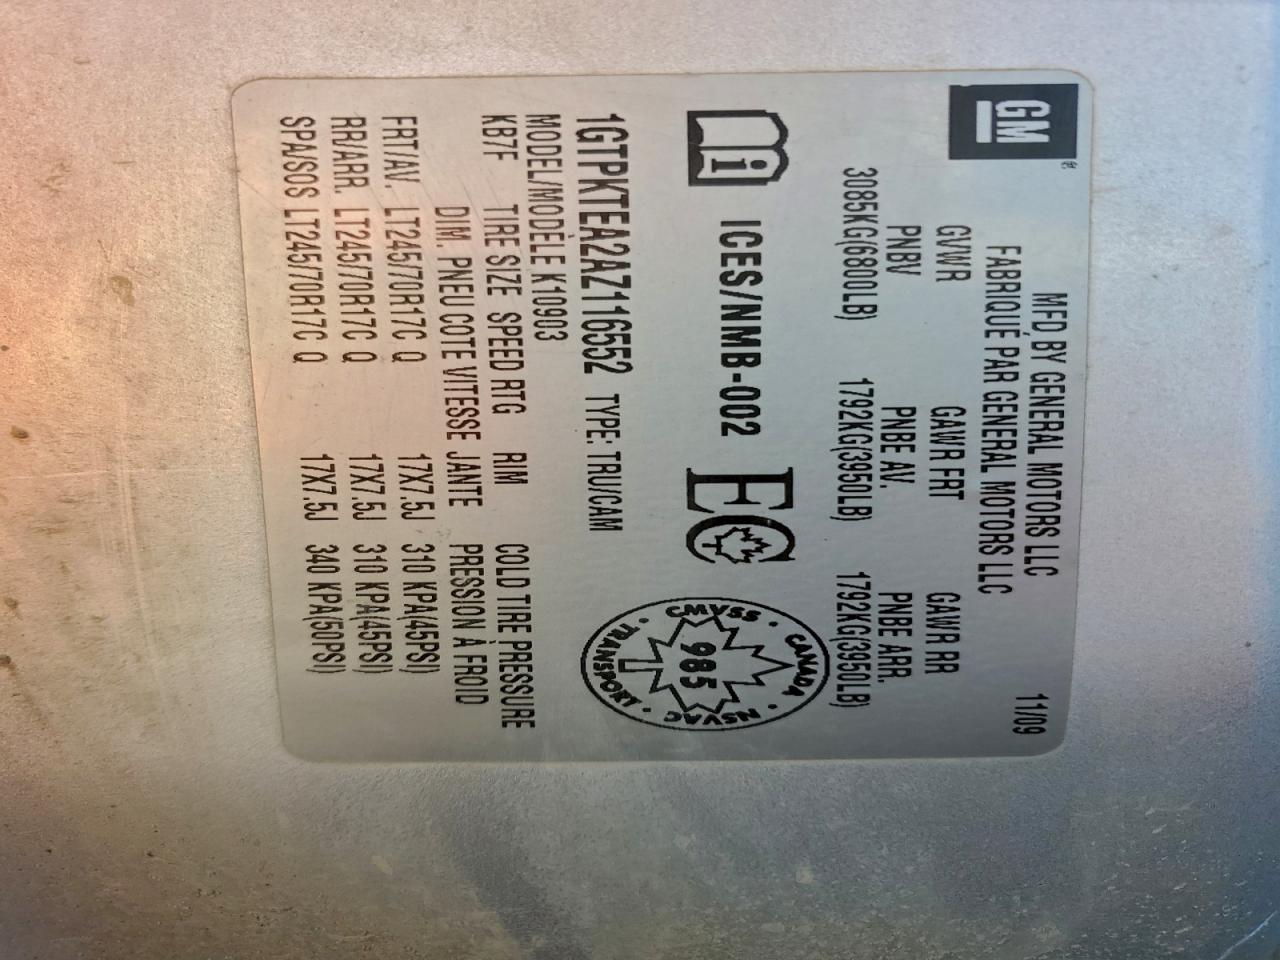 GM®
MFD BY GENERAL MOTORS LLC 11/09
FABRIQUÉ PAR GENERAL MOTORS LLC
GVWR GAWR FRT GAWR RR
PNBV PNBE AV. PNBE ARR.
3085KG(6800LB) 1792KG(3950LB) 1792KG(3950LB)
i ICES/NMB-002 EC
CANADA · NSVAC · TRANSPORT · CMVSS ·
985
1GTPKTEA2AZ116552 TYPE: TRU/CAM
MODEL/MODÈLE K10903
KB7F TIRE SIZE SPEED RTG RIM COLD TIRE PRESSURE
DIM. PNEU COTE VITESSE JANTE PRESSION À FROID
FRT/AV. LT245/70R17C Q 17X7.5J 310 KPA(45PSI)
RR/ARR. LT245/70R17C Q 17X7.5J 310 KPA(45PSI)
SPA/SOS LT245/70R17C Q 17X7.5J 340 KPA(50PSI)